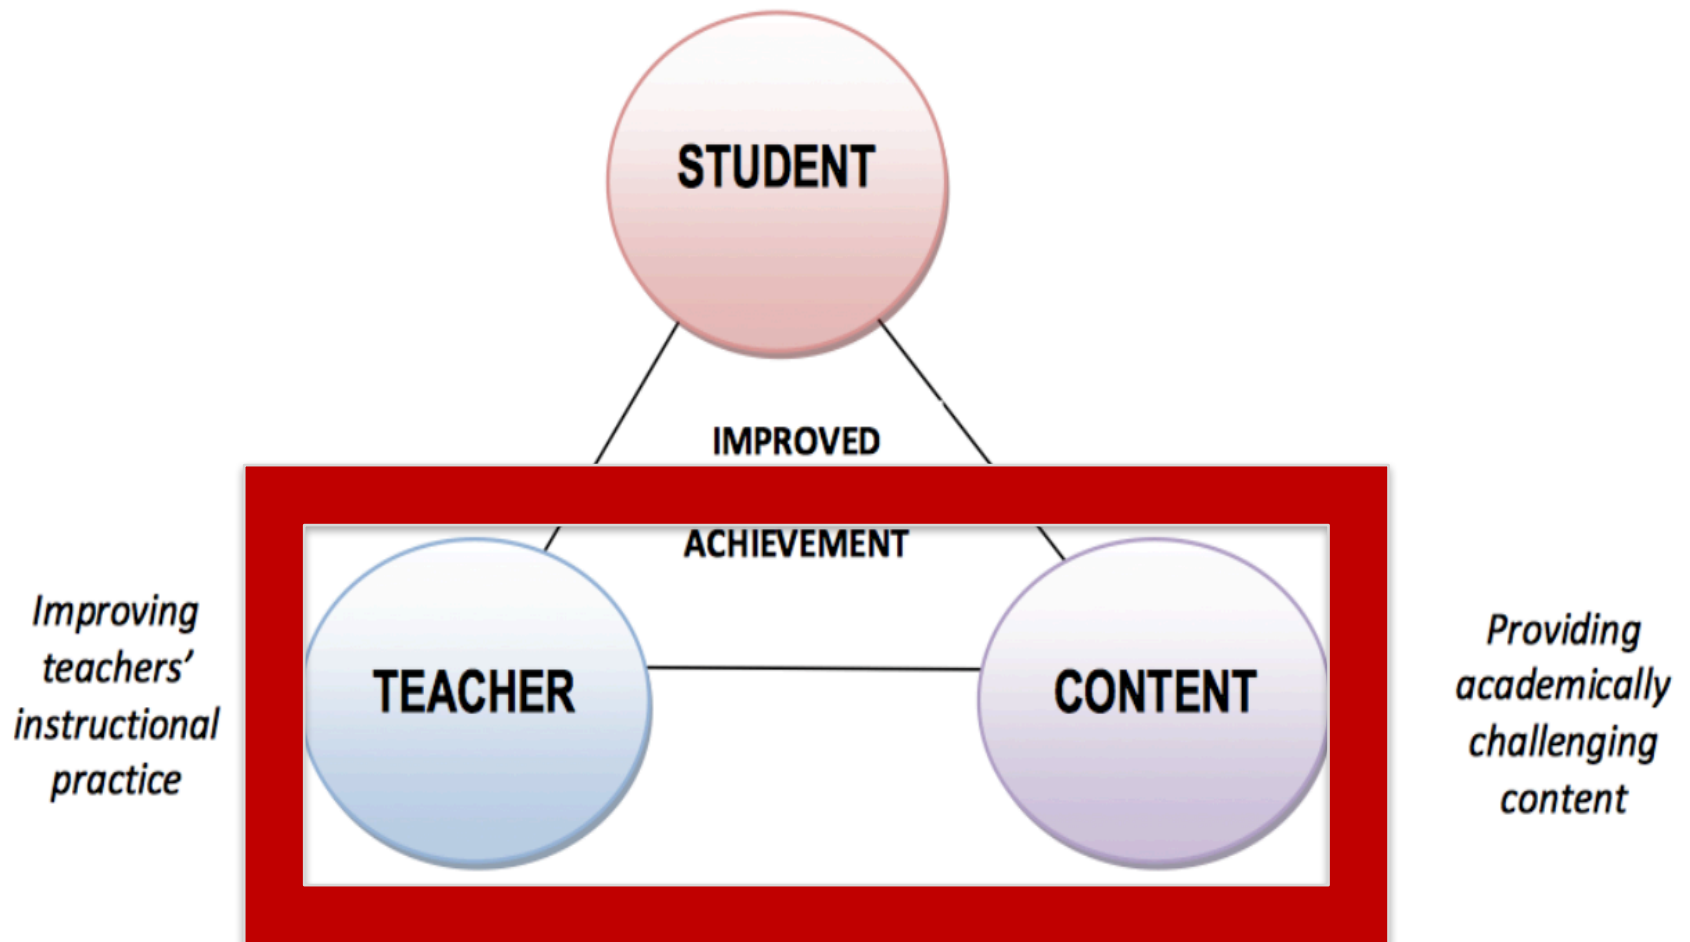 STUDENT
IMPROVED
ACHIEVEMENT
Improving
teachers’
instructional
practice
TEACHER
CONTENT
Providing
academically
challenging
content